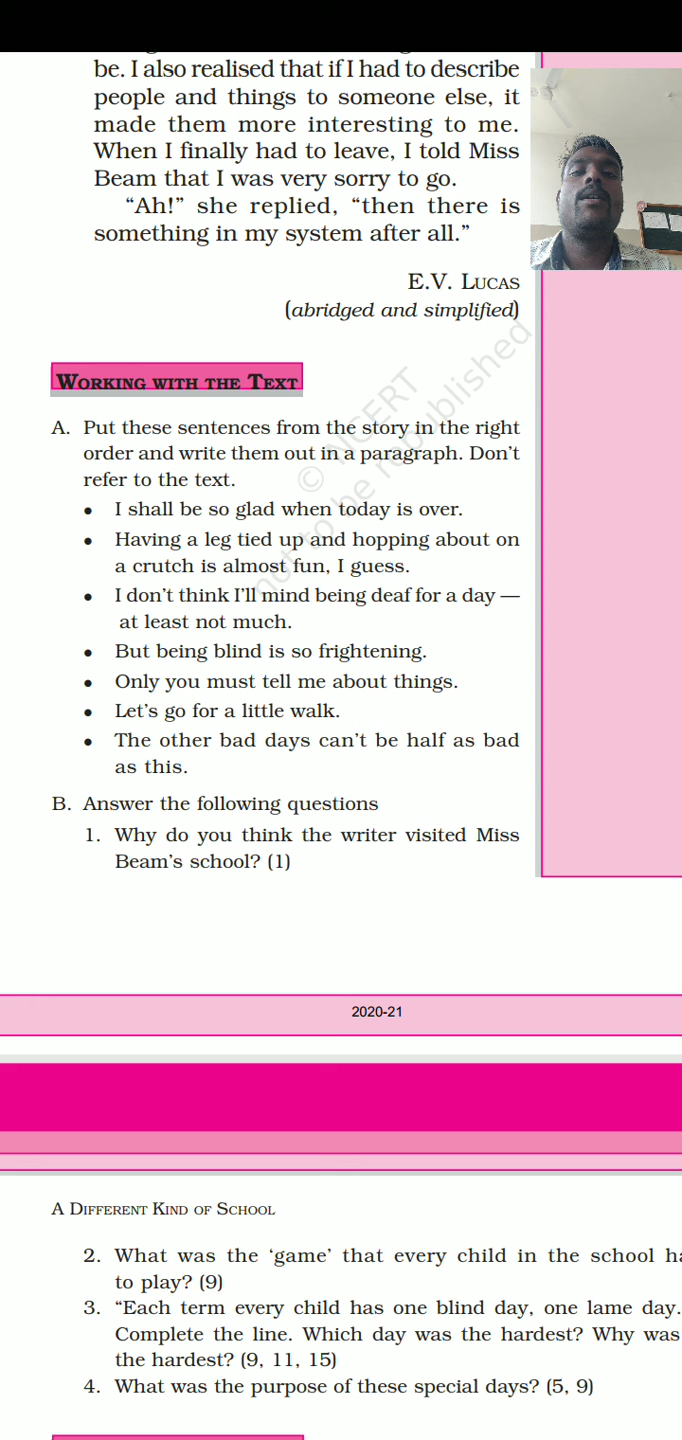 be. I also realised that if I had to describe
people and things to someone else, it
made them more interesting to me.
When I finally had to leave, I told Miss
Beam that I was very sorry to go.
“Ah!” she replied, “then there is
something in my system after all.”
E.V. LUCAS
(abridged and simplified)
WORKING WITH THE TEXT
A. Put these sentences from the story in the right
order and write them out in a paragraph. Don’t
refer to the text.
• I shall be so glad when today is over.
• Having a leg tied up and hopping about on
a crutch is almost fun, I guess.
• I don’t think I’ll mind being deaf for a day —
at least not much.
• But being blind is so frightening.
• Only you must tell me about things.
• Let’s go for a little walk.
• The other bad days can’t be half as bad
as this.
B. Answer the following questions
1. Why do you think the writer visited Miss
Beam’s school? (1)
© NCERT
not to be republished
2020-21
A DIFFERENT KIND OF SCHOOL
2. What was the ‘game’ that every child in the school
to play? (9)
3. “Each term every child has one blind day, one lame day.
Complete the line. Which day was the hardest? Why was
the hardest? (9, 11, 15)
4. What was the purpose of these special days? (5, 9)